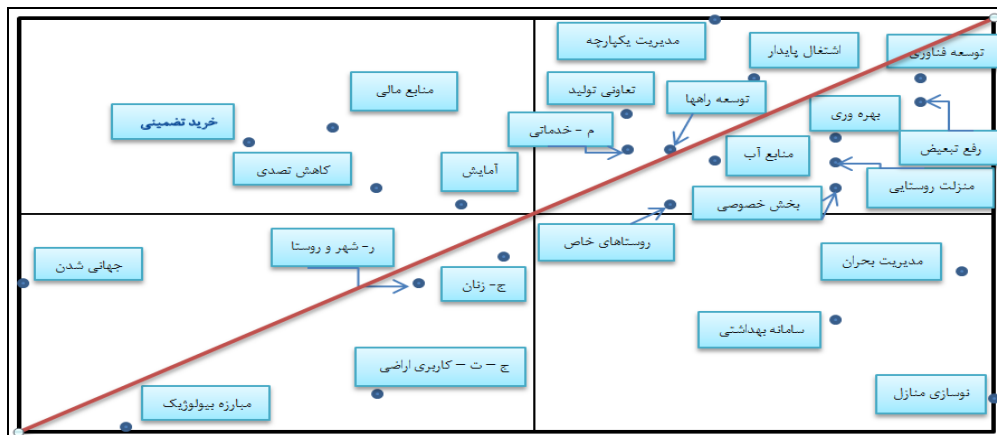 مدیریت یکپارچه
اشتغال پایدار
توسعه فناوری
منابع مالی
تعاونی تولید
توسعه راهها
بهره وری
خرید تضمینی
م - خدماتی
رفع تبعیض
کاهش تصدی
آمایش
منابع آب
منزلت روستایی
بخش خصوصی
روستاهای خاص
ر- شهر و روستا
جهانی شدن
ج- زنان
مدیریت بحران
سامانه بهداشتی
ج – ت – کاربری اراضی
مبارزه بیولوژیک
نوسازی منازل